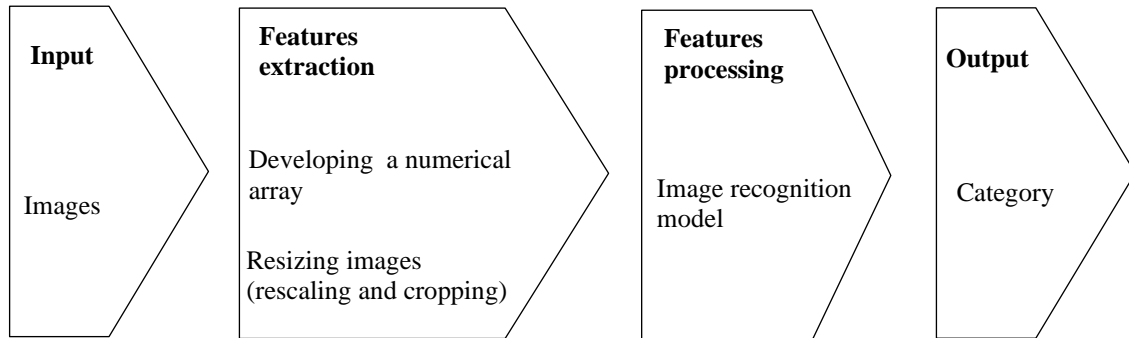 Input
Images
Features
extraction
Developing a numerical
array
Resizing images
(rescaling and cropping)
Features
processing
Image recognition
model
Output
Category